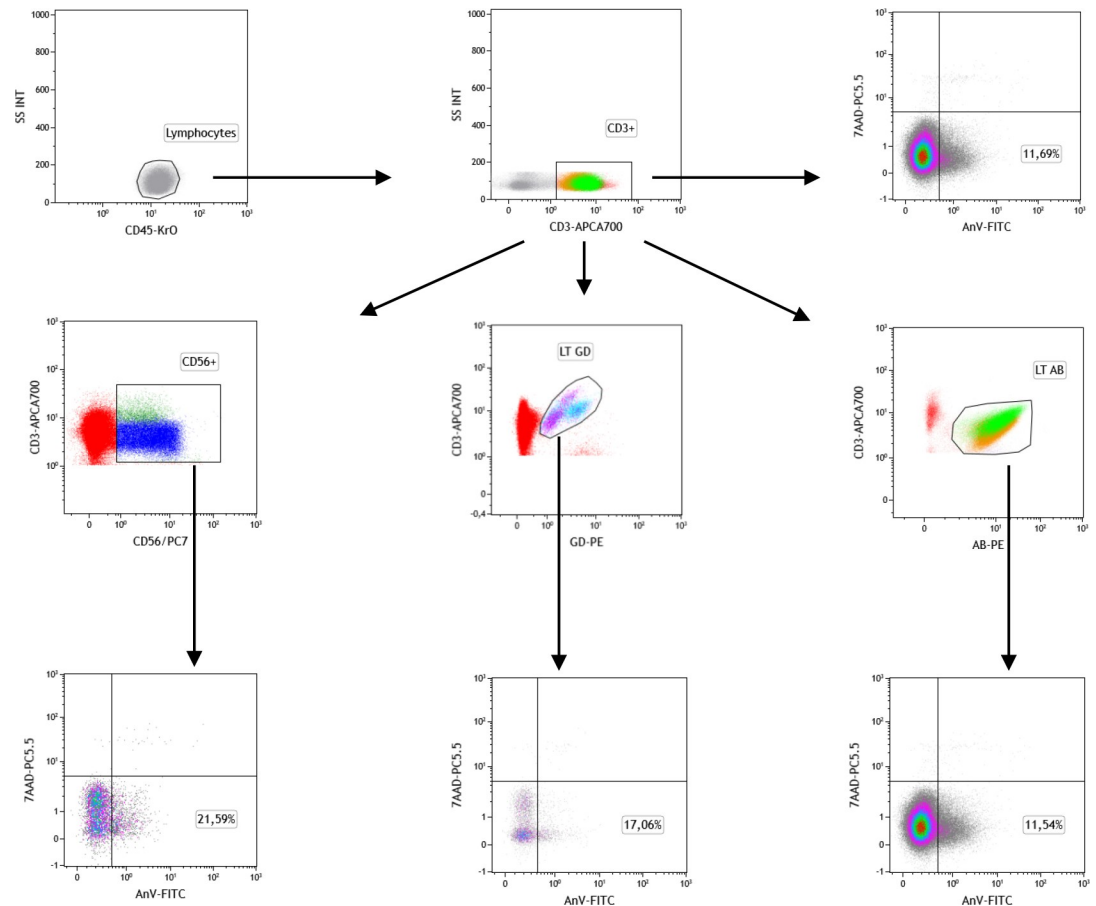 1000
800
600
400
200
0
SS INT
Lymphocytes
10⁰ 10¹ 10² 10³
CD45-KrO
1000
800
600
400
200
0
SS INT
CD3+
0 10⁰ 10¹ 10² 10³
CD3-APCA700
10³
10²
10¹
1
0
-1
7AAD-PC5.5
11,69%
0 10⁰ 10¹ 10² 10³
AnV-FITC
10³
10²
10¹
10⁰
CD3-APCA700
CD56+
0 10⁰ 10¹ 10² 10³
CD56/PC7
10³
10²
10¹
10⁰
0
-0,4
CD3-APCA700
LT GD
0 10⁰ 10¹ 10² 10³
GD-PE
10³
10²
10¹
10⁰
0
CD3-APCA700
LT AB
0 10¹ 10² 10³
AB-PE
10³
10²
10¹
1
0
-1
7AAD-PC5.5
21,59%
0 10⁰ 10¹ 10² 10³
AnV-FITC
10³
10²
10¹
1
0
-1
7AAD-PC5.5
17,06%
0 10⁰ 10¹ 10² 10³
AnV-FITC
10³
10²
10¹
1
0
-1
7AAD-PC5.5
11,54%
0 10⁰ 10¹ 10² 10³
AnV-FITC